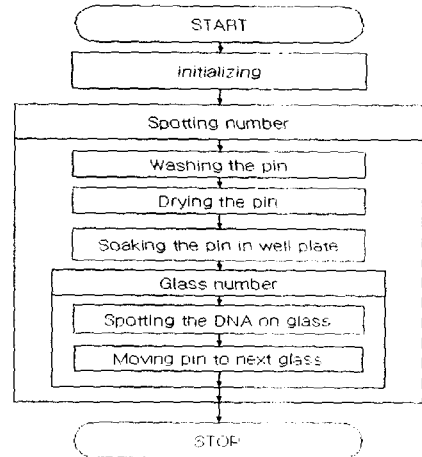 START
Initializing
Spotting number
Washing the pin
Drying the pin
Soaking the pin in well plate
Glass number
Spotting the DNA on glass
Moving pin to next glass
STOP